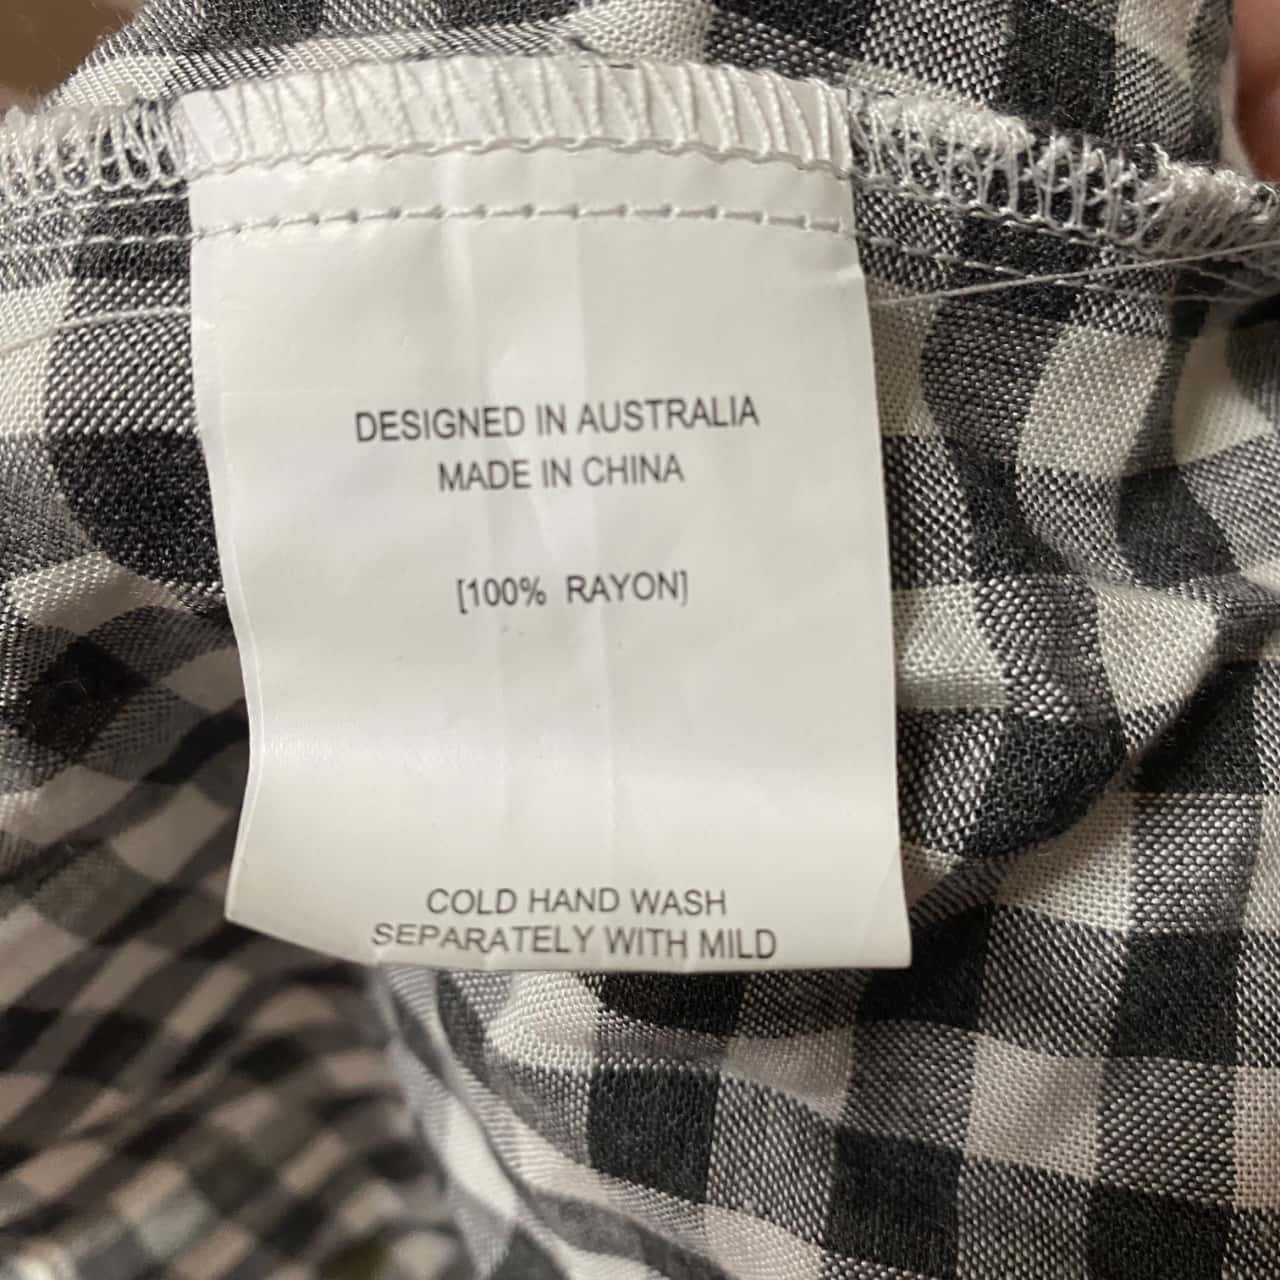 DESIGNED IN AUSTRALIA
MADE IN CHINA
[100% RAYON]
COLD HAND WASH
SEPARATELY WITH MILD